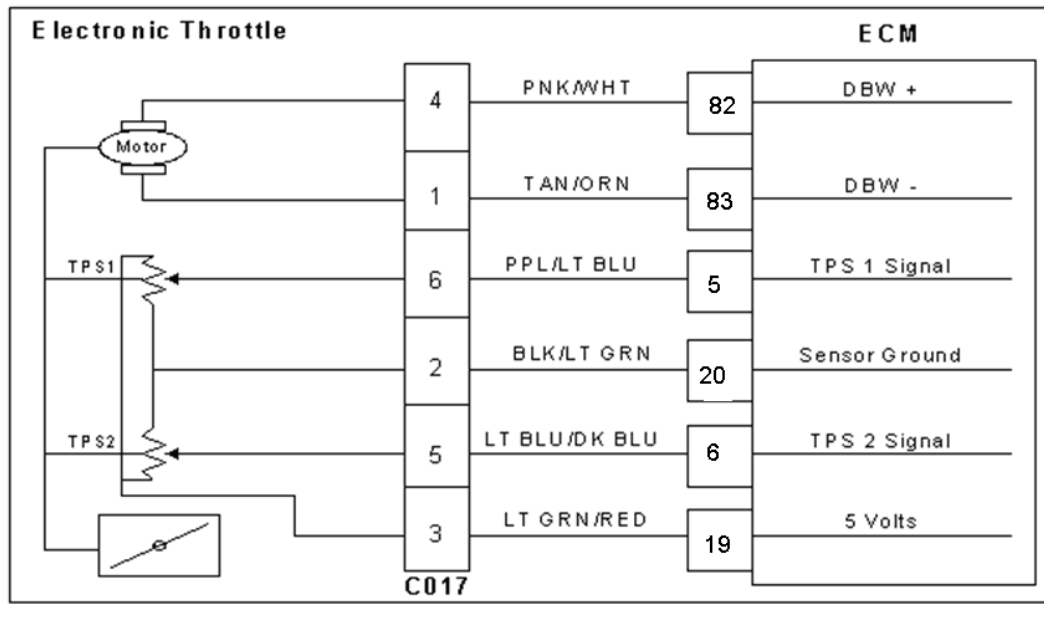 Electronic Throttle
ECM
4
PNK/WHT
82
DBW +
Motor
1
TAN/ORN
83
DBW -
TPS1
6
PPL/LT BLU
5
TPS 1 Signal
2
BLK/LT GRN
20
Sensor Ground
TPS2
5
LT BLU/DK BLU
6
TPS 2 Signal
3
LT GRN/RED
19
5 Volts
C017